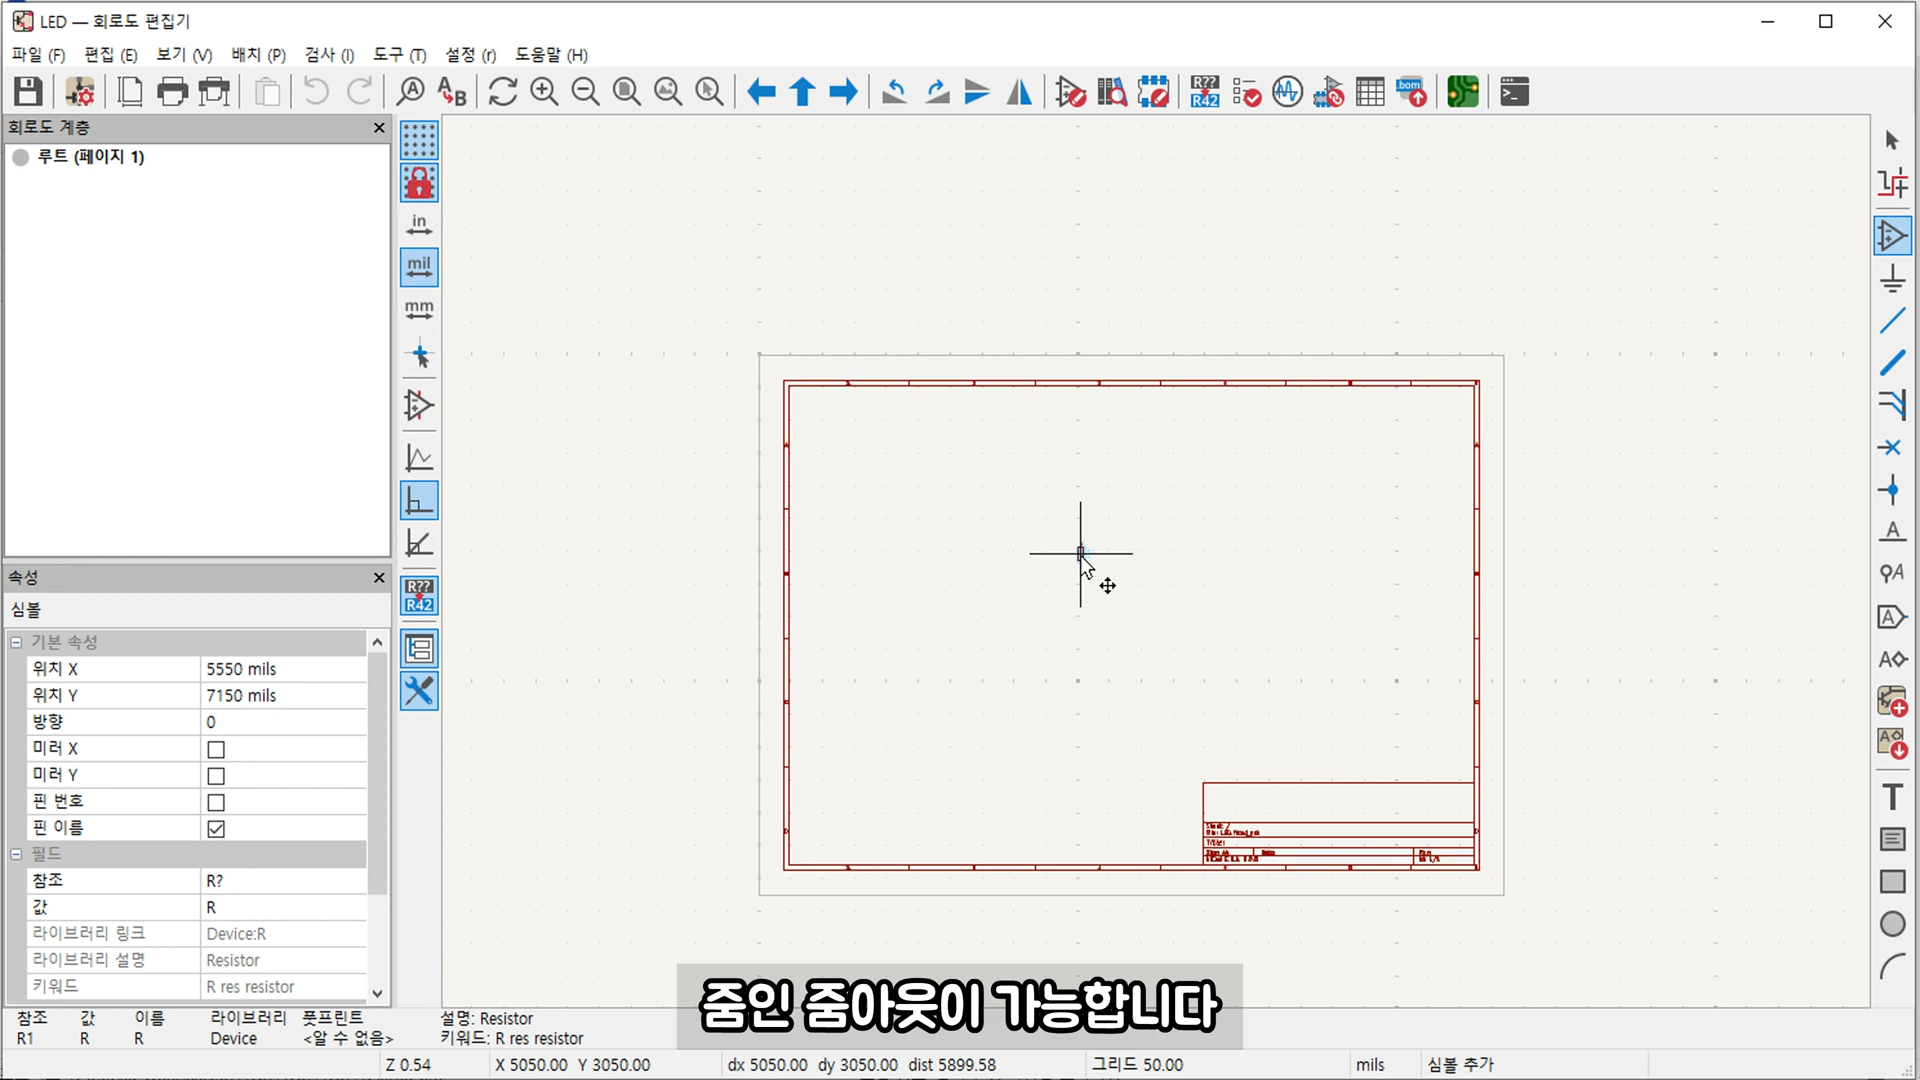 LED — 회로도 편집기
파일 (F) 편집 (E) 보기 (V) 배치 (P) 검사 (I) 도구 (T) 설정 (r) 도움말 (H)
A
A B
R??
R42
bom
회로도 계층
루트 (페이지 1)
in
mil
mm
R??
R42
속성
심볼
기본 속성
위치 X 5550 mils
위치 Y 7150 mils
방향 0
미러 X
미러 Y
핀 번호
핀 이름
필드
참조 R?
값 R
라이브러리 링크 Device:R
라이브러리 설명 Resistor
키워드 R res resistor
A
A
A
A
A
T
줌인 줌아웃이 가능합니다
참조 값 이름 라이브러리 풋프린트 설명: Resistor
R1 R R Device <알 수 없음> 키워드: R res resistor
Z 0.54 X 5050.00 Y 3050.00 dx 5050.00 dy 3050.00 dist 5899.58 그리드 50.00 mils 심볼 추가